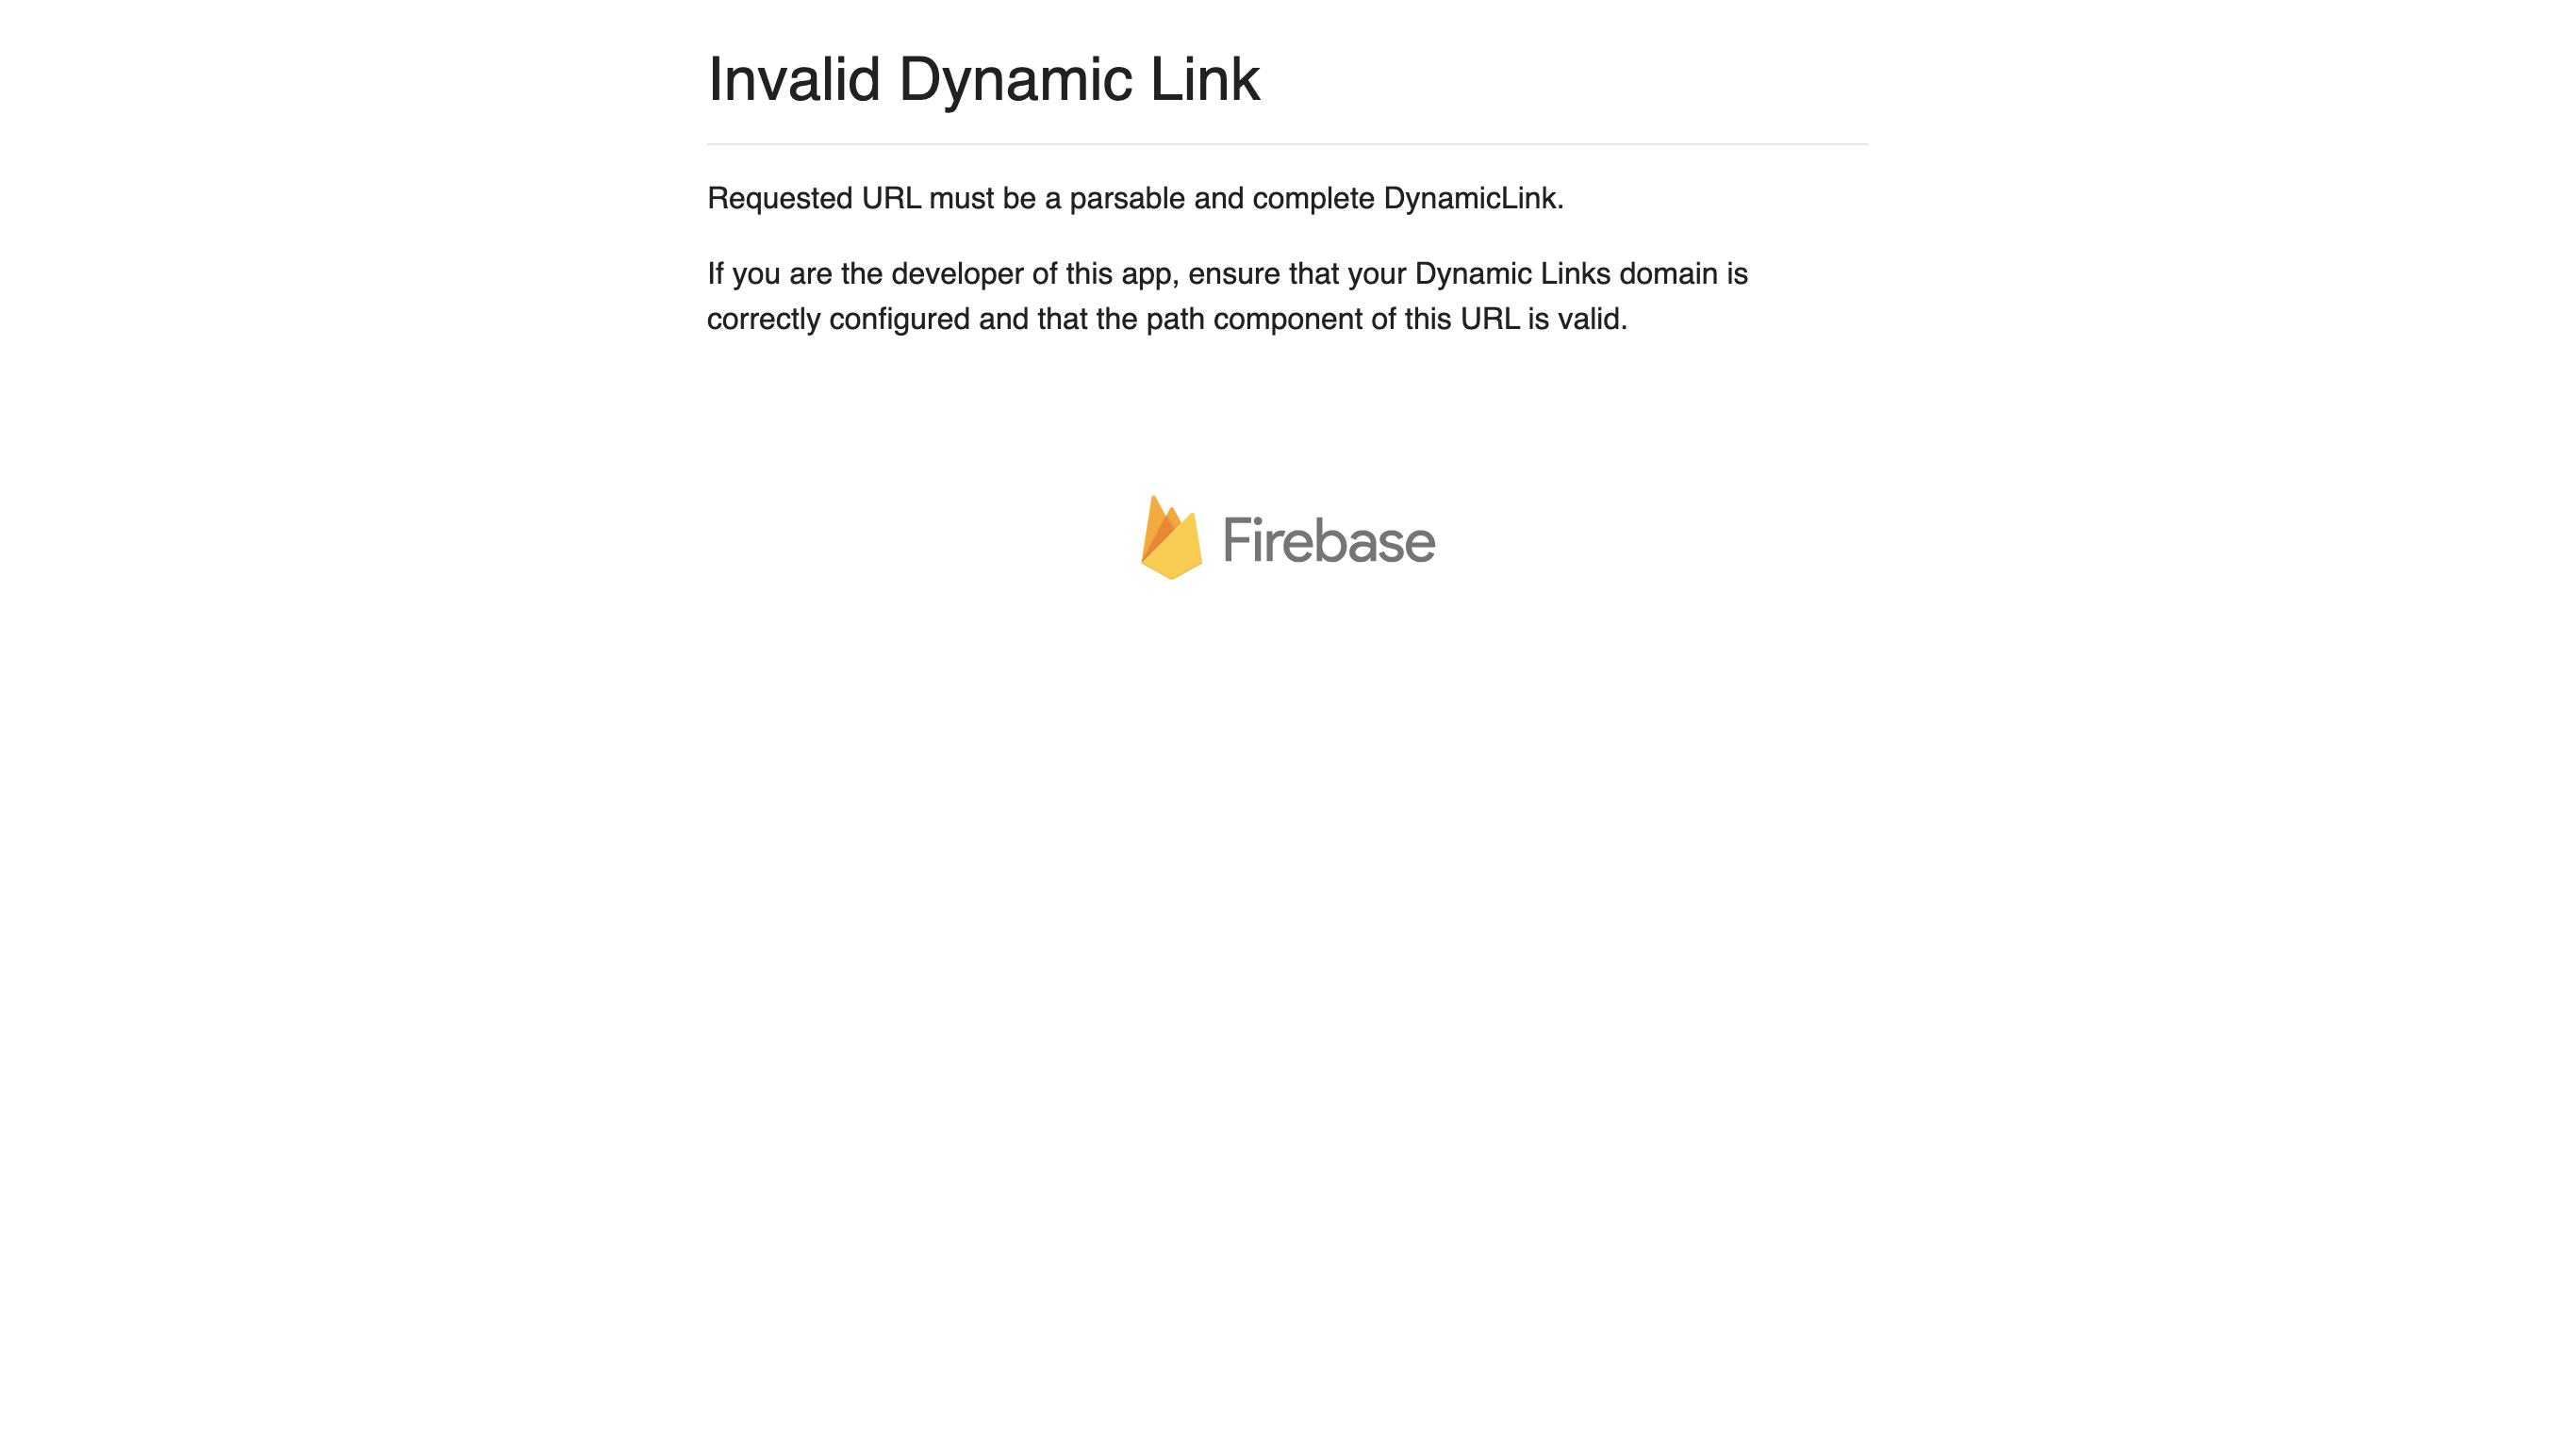 Invalid Dynamic Link
Requested URL must be a parsable and complete DynamicLink.
If you are the developer of this app, ensure that your Dynamic Links domain is
correctly configured and that the path component of this URL is valid.
Firebase